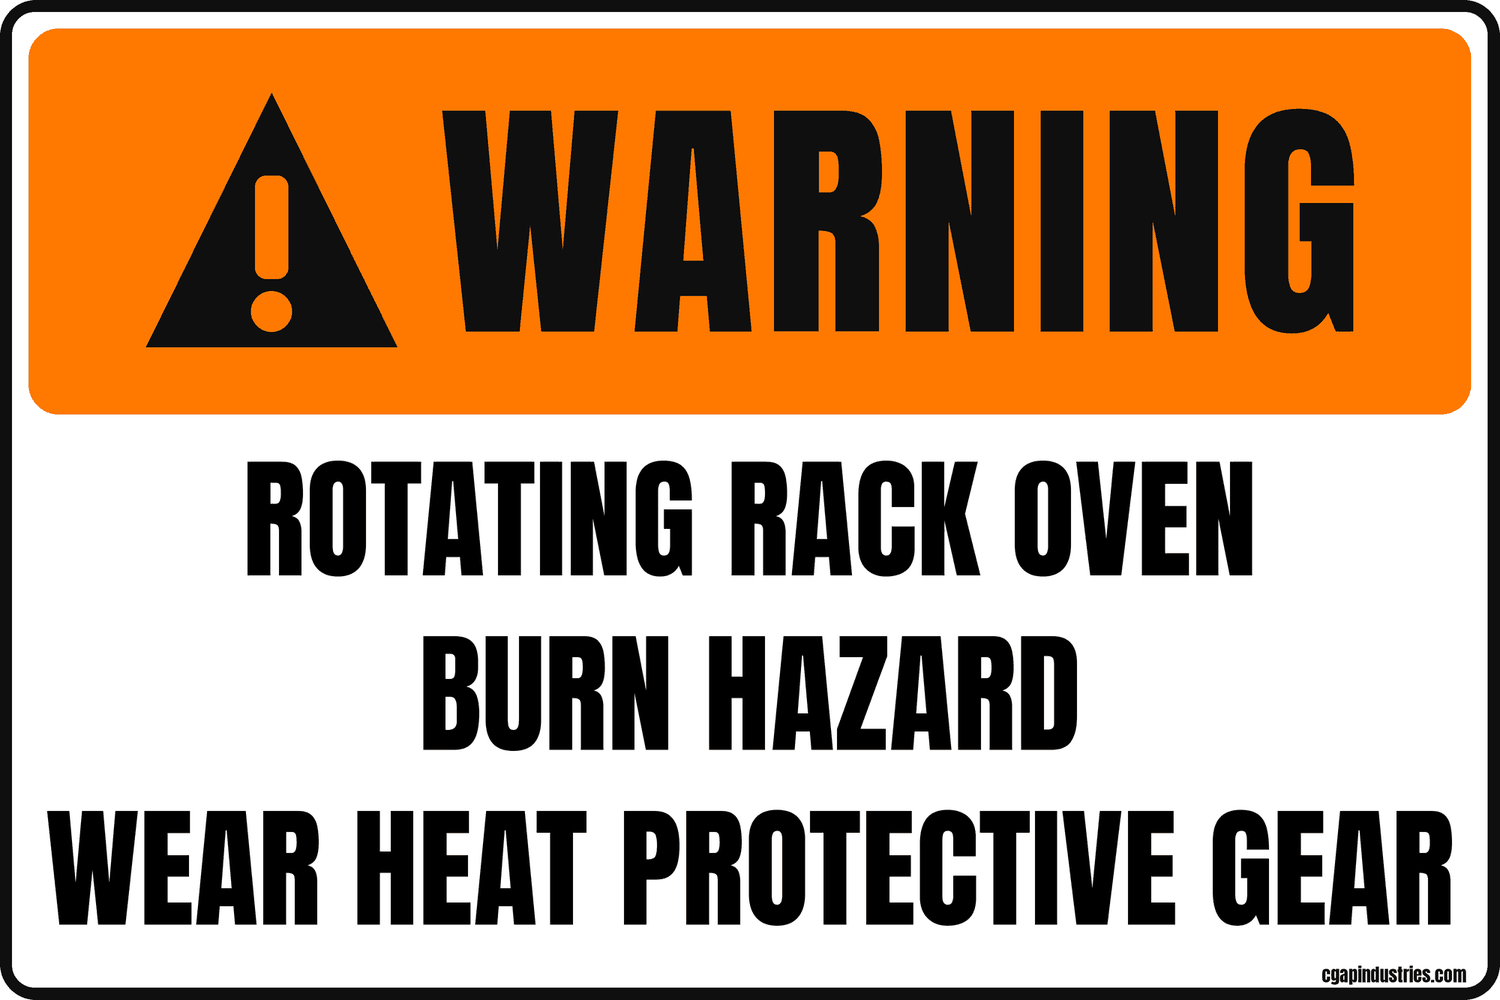 WARNING
ROTATING RACK OVEN
BURN HAZARD
WEAR HEAT PROTECTIVE GEAR
cgapindustries.com